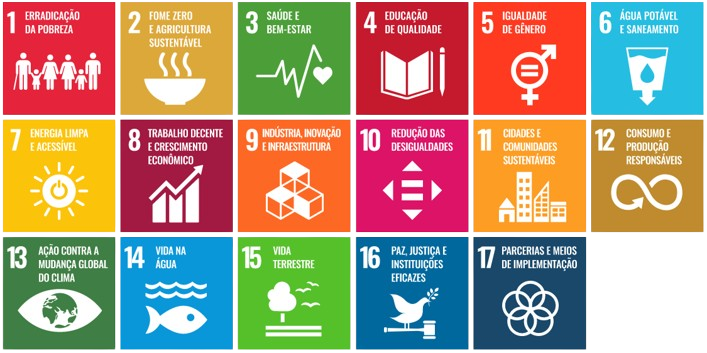 1 ERRADICAÇÃO
DA POBREZA
2 FOME ZERO
E AGRICULTURA
SUSTENTÁVEL
3 SAÚDE E
BEM-ESTAR
4 EDUCAÇÃO
DE QUALIDADE
5 IGUALDADE
DE GÊNERO
6 ÁGUA POTÁVEL
E SANEAMENTO
7 ENERGIA LIMPA
E ACESSÍVEL
8 TRABALHO DECENTE
E CRESCIMENTO
ECONÔMICO
9 INDÚSTRIA, INOVAÇÃO
E INFRAESTRUTURA
10 REDUÇÃO DAS
DESIGUALDADES
11 CIDADES E
COMUNIDADES
SUSTENTÁVEIS
12 CONSUMO E
PRODUÇÃO
RESPONSÁVEIS
13 AÇÃO CONTRA A
MUDANÇA GLOBAL
DO CLIMA
14 VIDA NA
ÁGUA
15 VIDA
TERRESTRE
16 PAZ, JUSTIÇA E
INSTITUIÇÕES
EFICAZES
17 PARCERIAS E MEIOS
DE IMPLEMENTAÇÃO